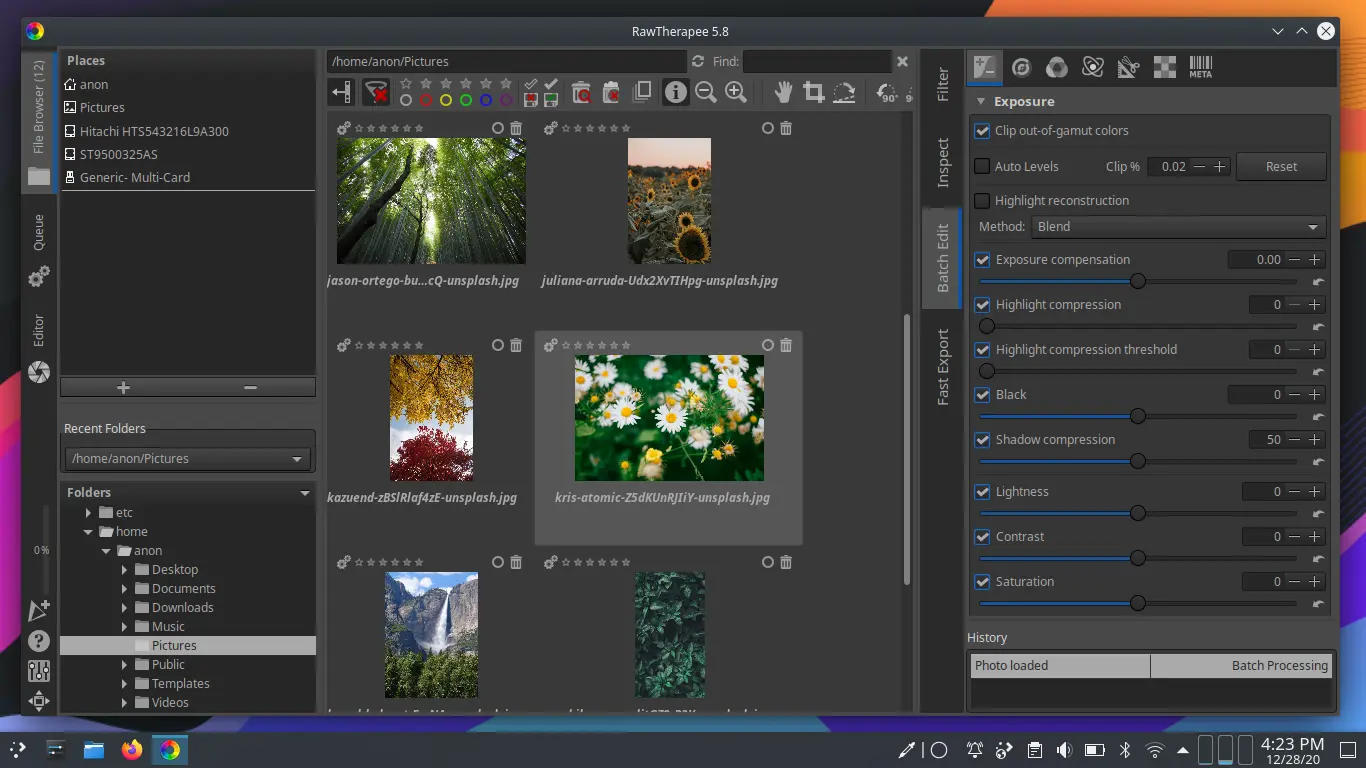 RawTherapee 5.8
File Browser (12)
Queue
Editor
0%
Places
anon
Pictures
Hitachi HTS543216L9A300
ST9500325AS
Generic- Multi-Card
Recent Folders
/home/anon/Pictures
Folders
etc
home
anon
Desktop
Documents
Downloads
Music
Pictures
Public
Templates
Videos
/home/anon/Pictures
Find:
90°
jason-ortego-bu…cQ-unsplash.jpg
juliana-arruda-Udx2XvTIHpg-unsplash.jpg
kazuend-zBSlRlaf4zE-unsplash.jpg
kris-atomic-Z5dKUnRJIiY-unsplash.jpg
Filter
Inspect
Batch Edit
Fast Export
META
Exposure
Clip out-of-gamut colors
Auto Levels Clip % 0.02 Reset
Highlight reconstruction
Method: Blend
Exposure compensation 0.00
Highlight compression 0
Highlight compression threshold 0
Black 0
Shadow compression 50
Lightness 0
Contrast 0
Saturation 0
History
Photo loaded Batch Processing
4:23 PM
12/28/20